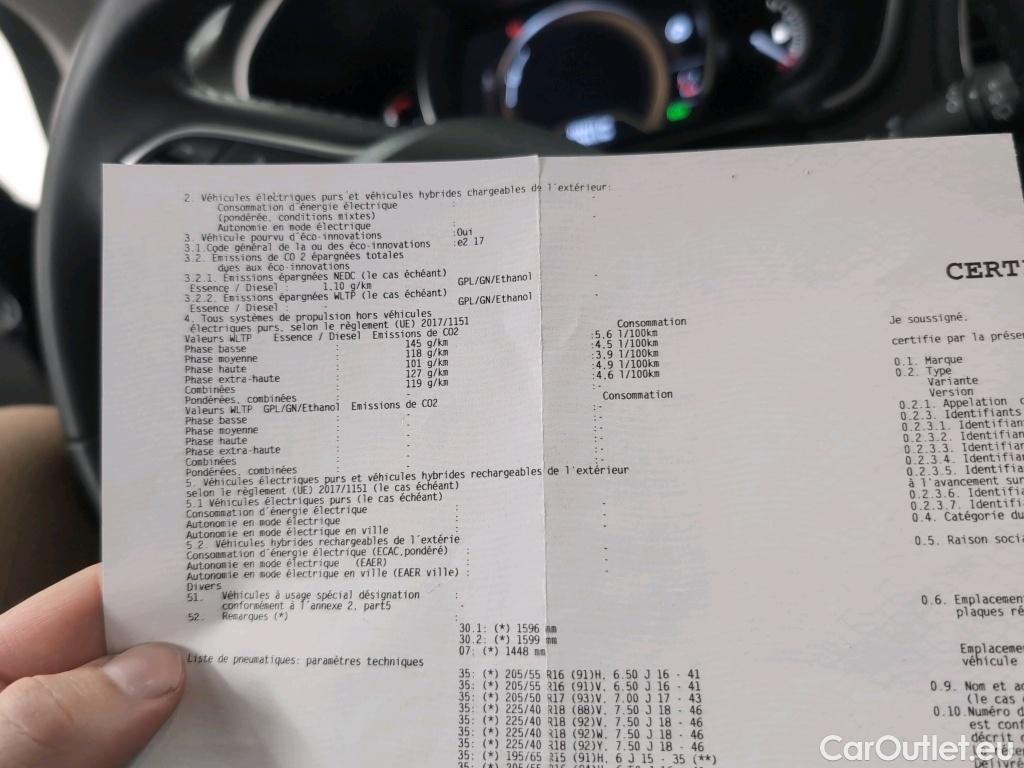 2. Véhicules électriques purs et véhicules hybrides chargeables de l'extérieur:
Consommation d'énergie électrique :
(pondérée, conditions mixtes)
Autonomie en mode électrique :
3. Véhicule pourvu d'éco-innovations :Oui
3.1.Code général de la ou des éco-innovations :e2 17
3.2. Emissions de CO 2 épargnées totales
dues aux éco-innovations
3.2.1. Emissions épargnées NEDC (le cas échéant)
Essence / Diesel : 1,10 g/km GPL/GN/Ethanol -
3.2.2. Emissions épargnées WLTP (le cas échéant)
Essence / Diesel : - GPL/GN/Ethanol -
4. Tous systèmes de propulsion hors véhicules
électriques purs, selon le règlement (UE) 2017/1151
Valeurs WLTP Essence / Diesel Emissions de CO2 Consommation
Phase basse : 145 g/km :5,6 l/100km
Phase moyenne : 118 g/km :4.5 l/100km
Phase haute : 101 g/km :3.9 l/100km
Phase extra-haute : 127 g/km :4.9 l/100km
Combinées : 119 g/km :4.6 l/100km
Pondérées, combinées : - :-
Valeurs WLTP GPL/GN/Ethanol Emissions de CO2 Consommation
Phase basse : - :-
Phase moyenne : - :-
Phase haute : - :-
Phase extra-haute : - :-
Combinées : - :-
Pondérées, combinées : - :-
5. Véhicules électriques purs et véhicules hybrides rechargeables de l'extérieur
selon le règlement (UE) 2017/1151 (le cas échéant)
5.1 Véhicules électriques purs (le cas échéant)
Consommation d'énergie électrique : -
Autonomie en mode électrique : -
Autonomie en mode électrique en ville : -
5.2. Véhicules hybrides rechargeables de l'extérie
Consommation d'énergie électrique (ECAC,pondéré) : -
Autonomie en mode électrique (EAER) : -
Autonomie en mode électrique en ville (EAER ville) : -
Divers
51. Véhicules à usage spécial désignation :
conformément à l'annexe 2, part5 -
52. Remarques (*) :
30.1: (*) 1596 mm
30.2: (*) 1599 mm
07: (*) 1448 mm
Liste de pneumatiques: paramètres techniques
35: (*) 205/55 R16 (91)H, 6.50 J 16 - 41
35: (*) 205/55 R16 (91)V, 6.50 J 16 - 41
35: (*) 205/50 R17 (93)V, 7.00 J 17 - 43
35: (*) 225/40 R18 (88)V, 7.50 J 18 - 46
35: (*) 225/40 R18 (92)V, 7.50 J 18 - 46
35: (*) 225/40 R18 (92)W, 7.50 J 18 - 46
35: (*) 225/40 R18 (92)Y, 7.50 J 18 - 46
35: (*) 195/65 R15 (91)H, 6 J 15 - 35 (**)
CERT
Je soussigné,
certifie par la prése
0.1. Marque
0.2. Type
Variante
Version
0.2.1. Appelation
0.2.3. Identifiants
0.2.3.1. Identifian
0.2.3.2. Identifian
0.2.3.3. Identifian
0.2.3.4. Identifia
0.2.3.5. Identifia
à l'avancement sur
0.2.3.6. Identifia
0.2.3.7. Identifia
0.4. Catégorie du
0.5. Raison socia
0.6. Emplacemen
plaques ré
Emplaceme
véhicule
0.9. Nom et ad
(le cas
0.10.Numéro d
est conf
décrit
Délivré
CarOutlet.eu